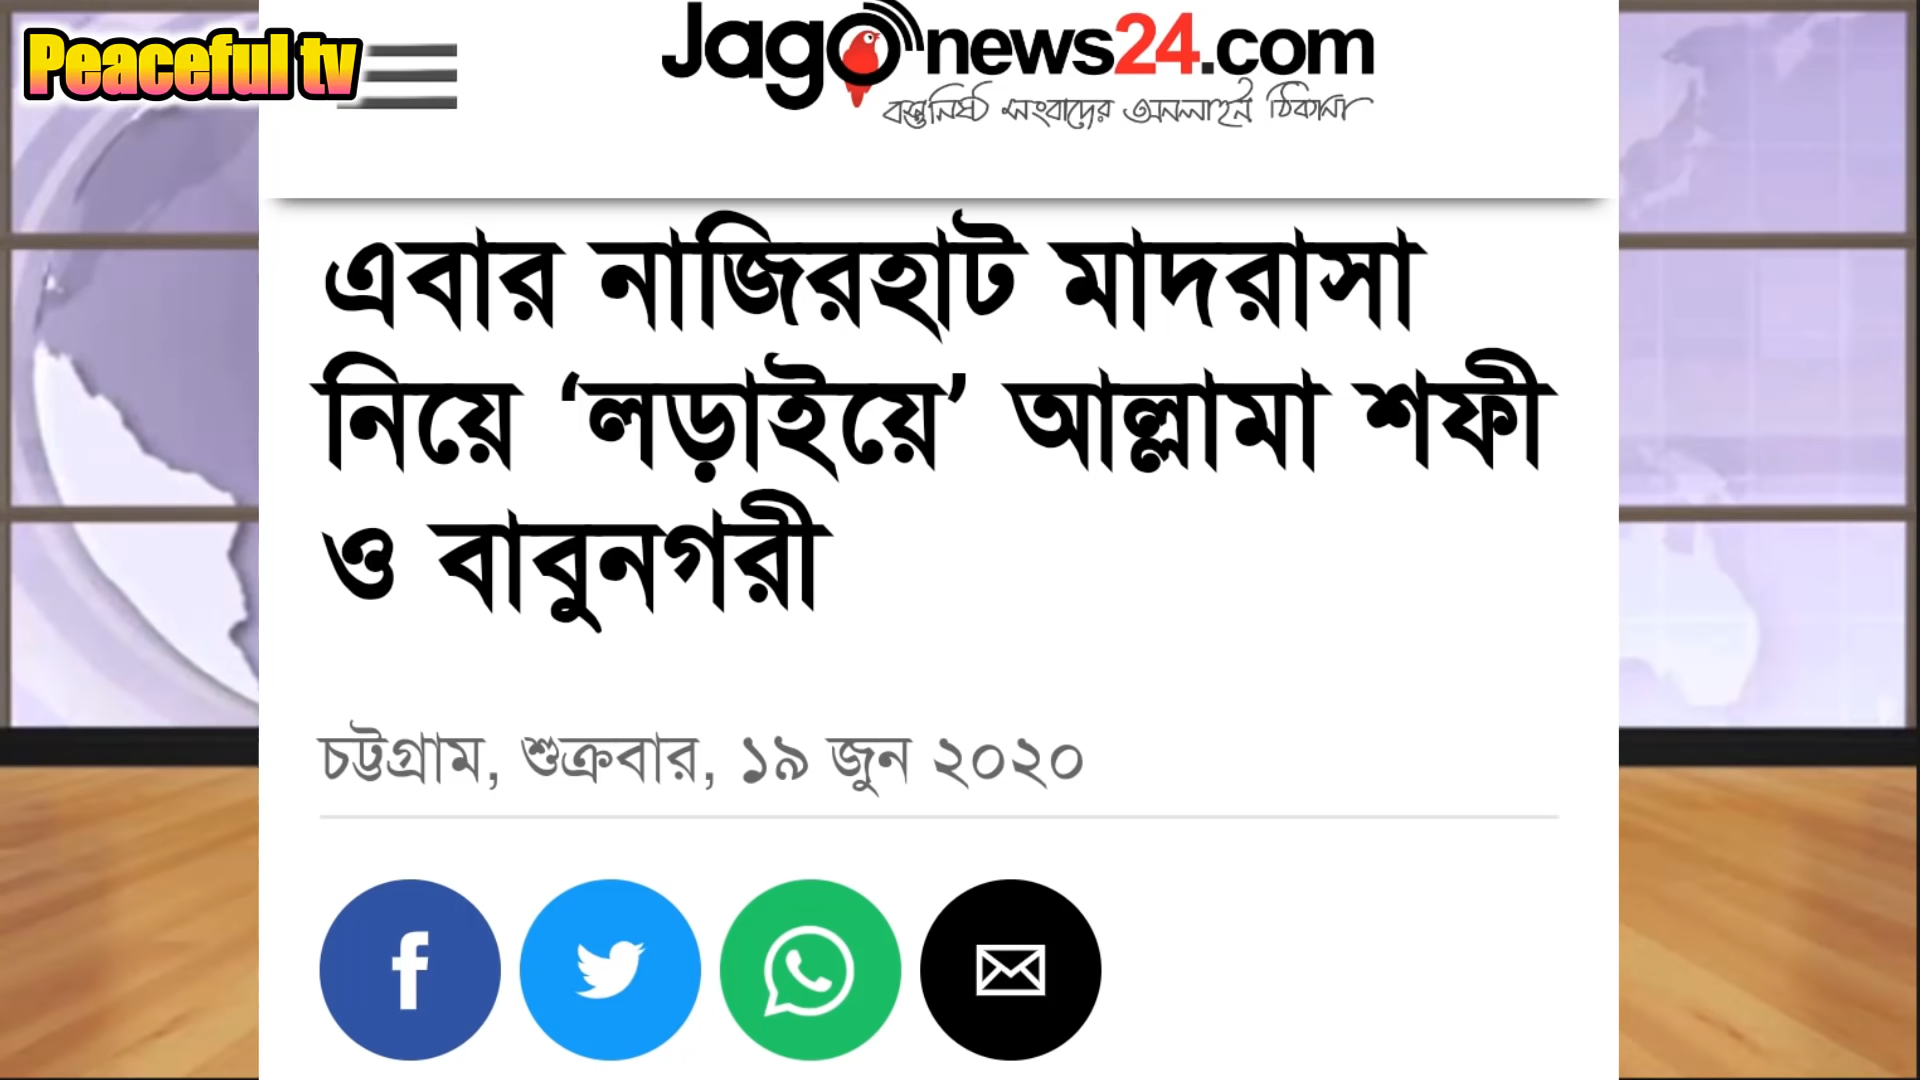 Peaceful tv
Jagonews24.com
বস্তুনিষ্ঠ সংবাদের অনলাইন ঠিকানা
এবার নাজিরহাট মাদরাসা
নিয়ে ‘লড়াইয়ে’ আল্লামা শফী
ও বাবুনগরী
চট্টগ্রাম, শুক্রবার, ১৯ জুন ২০২০